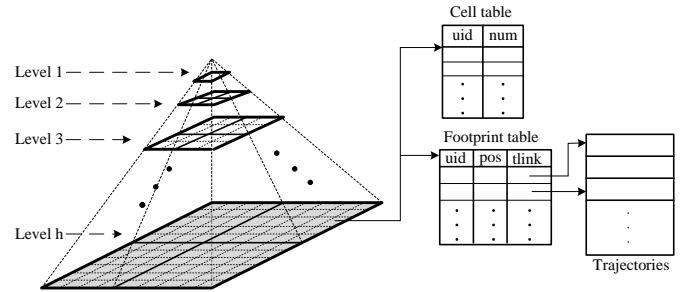 Cell table
uid num
Level 1
Level 2
Level 3
Footprint table
uid pos tlink
Level h
Trajectories